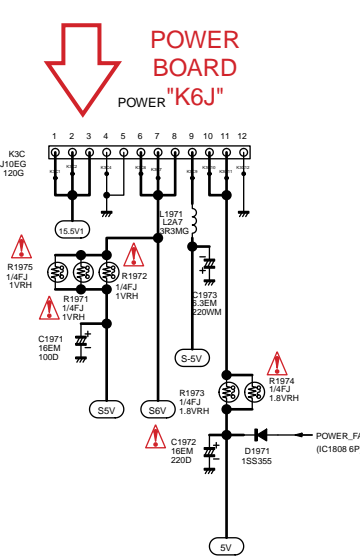 POWER
BOARD
POWER "K6J"
1 2 3 4 5 6 7 8 9 10 11 12
K3C
J10EG
120G
L1971
L2A7
3R3MG
15.5V1
R1975
1/4FJ
1VRH
R1971
1/4FJ
1VRH
R1972
1/4FJ
1VRH
C1973
6.3EM
220WM
C1971
16EM
100D
S-5V
R1974
1/4FJ
1.8VRH
R1973
1/4FJ
1.8VRH
S5V
S6V
C1972
16EM
220D
D1971
1SS355
POWER_FA
(IC1808 6P)
5V